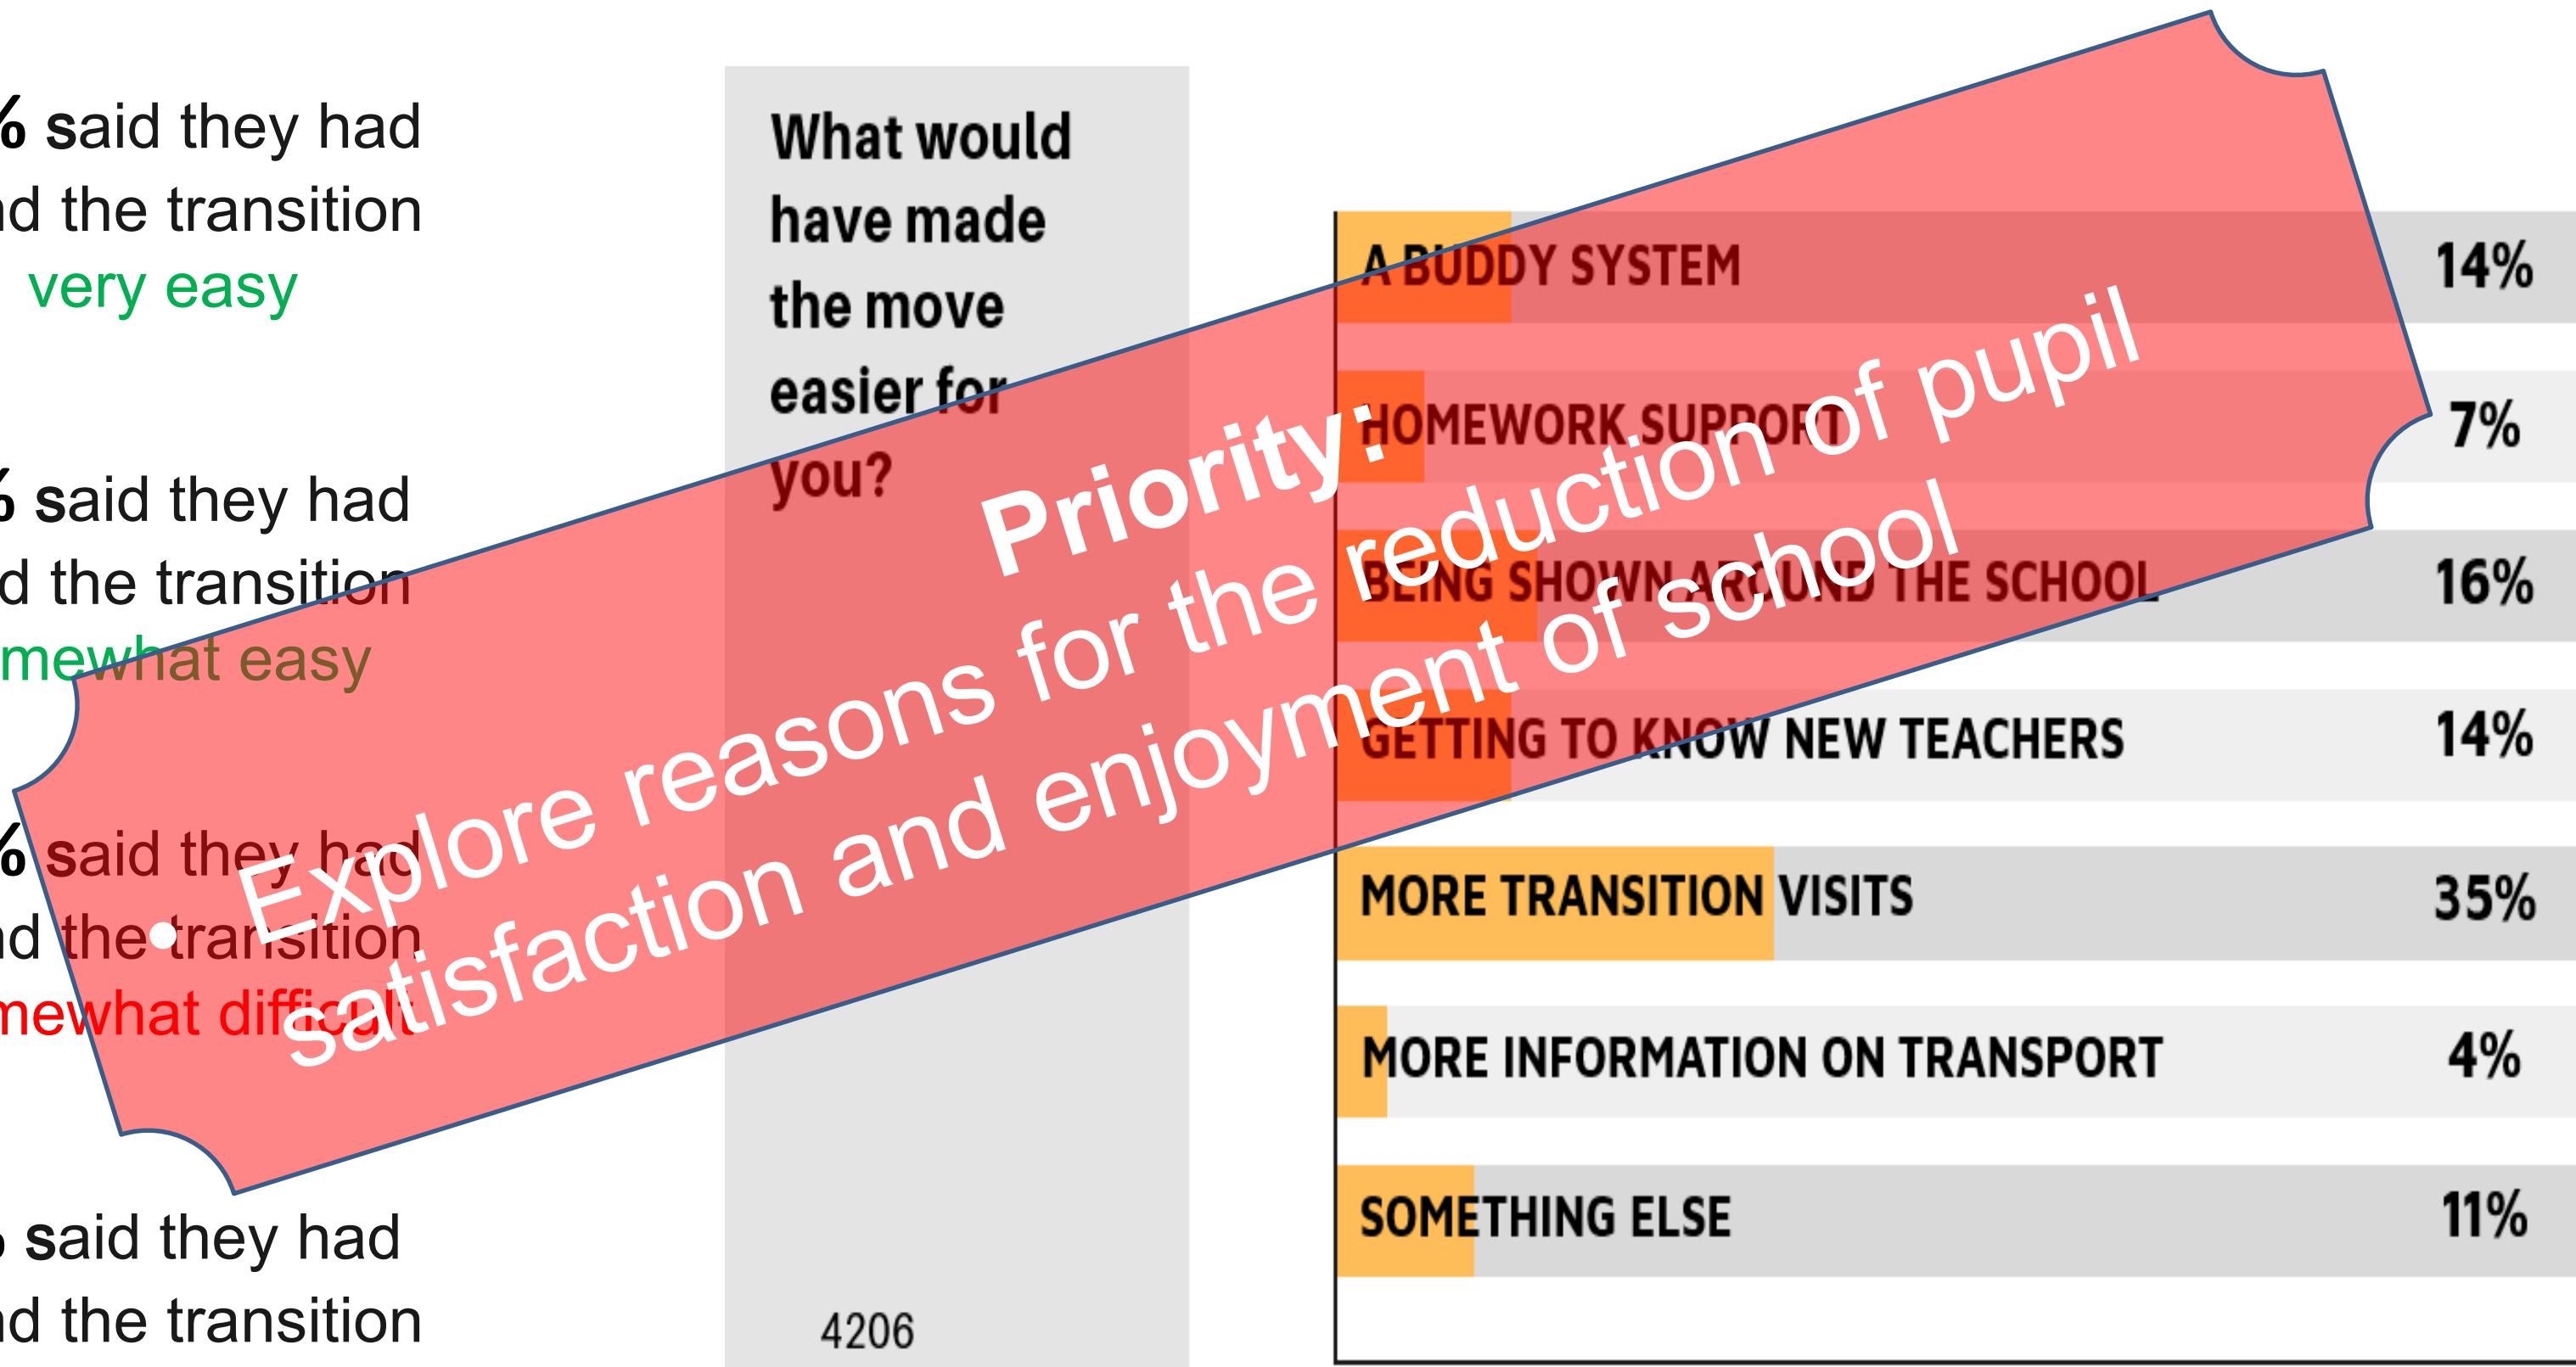 % said they had
the transition
very easy
% said they had
the transition
mewhat easy
% said they had
the transition
mewhat difficult
said they had
the transition
What would
have made
the move
easier for
you?
4206
A BUDDY SYSTEM 14%
HOMEWORK SUPPORT 7%
BEING SHOWN AROUND THE SCHOOL 16%
GETTING TO KNOW NEW TEACHERS 14%
MORE TRANSITION VISITS 35%
MORE INFORMATION ON TRANSPORT 4%
SOMETHING ELSE 11%
Priority:
• Explore reasons for the reduction of pupil
satisfaction and enjoyment of school